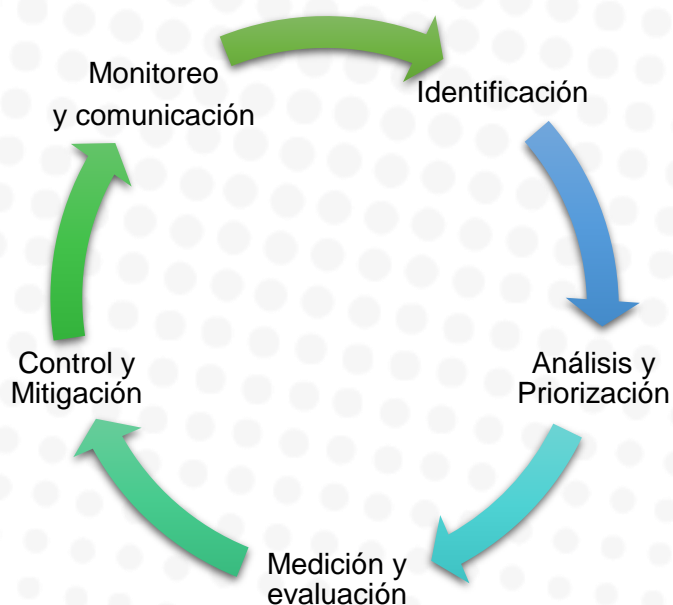 Monitoreo
y comunicación
Identificación
Análisis y
Priorización
Medición y
evaluación
Control y
Mitigación